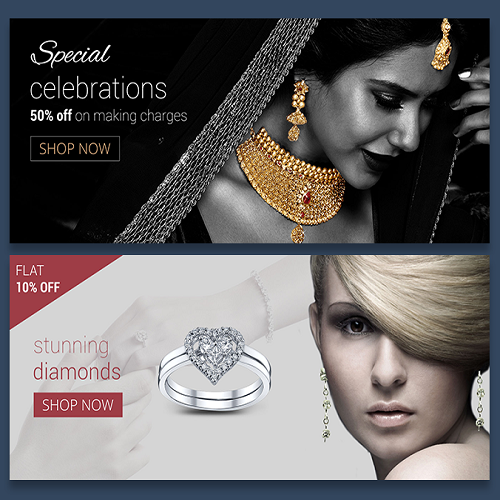 Special
celebrations
50% off on making charges
SHOP NOW
FLAT
10% OFF
stunning
diamonds
SHOP NOW